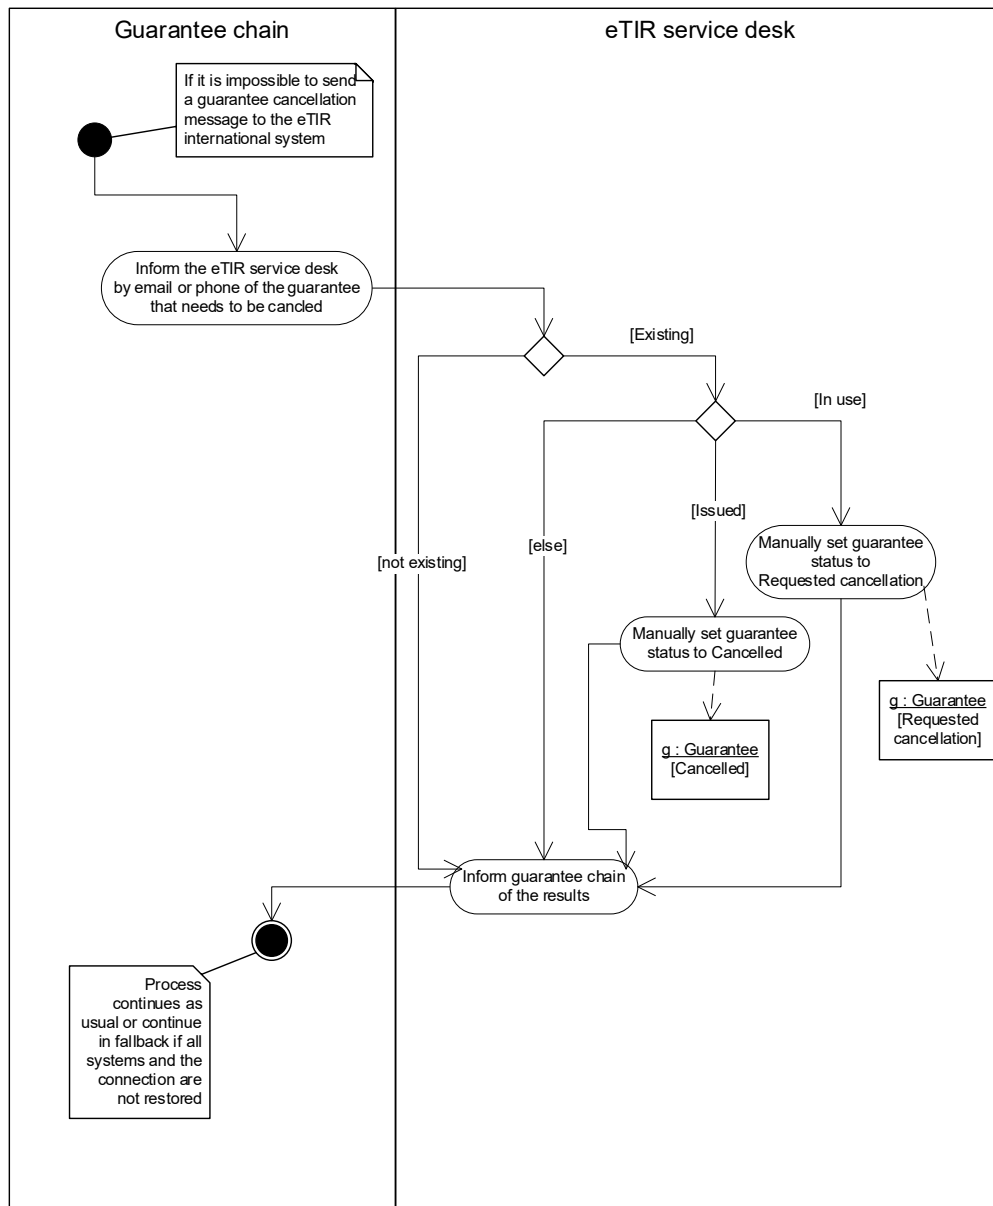 Guarantee chain
eTIR service desk
If it is impossible to send
a guarantee cancellation
message to the eTIR
international system
Inform the eTIR service desk
by email or phone of the guarantee
that needs to be cancled
[Existing]
[In use]
[Issued]
[else]
[not existing]
Manually set guarantee
status to
Requested cancellation
Manually set guarantee
status to Cancelled
g : Guarantee
[Requested
cancellation]
g : Guarantee
[Cancelled]
Inform guarantee chain
of the results
Process
continues as
usual or continue
in fallback if all
systems and the
connection are
not restored